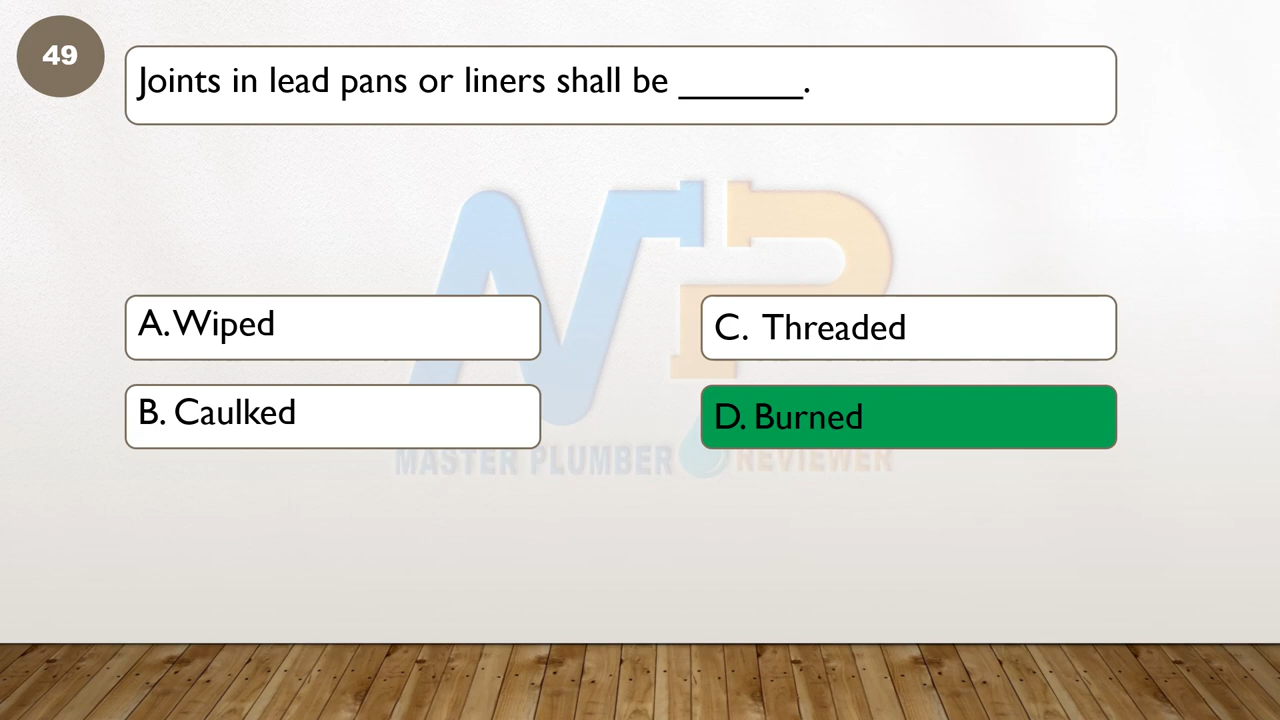 49
Joints in lead pans or liners shall be _______.
A. Wiped
C. Threaded
B. Caulked
D. Burned
MASTER PLUMBER REVIEWER